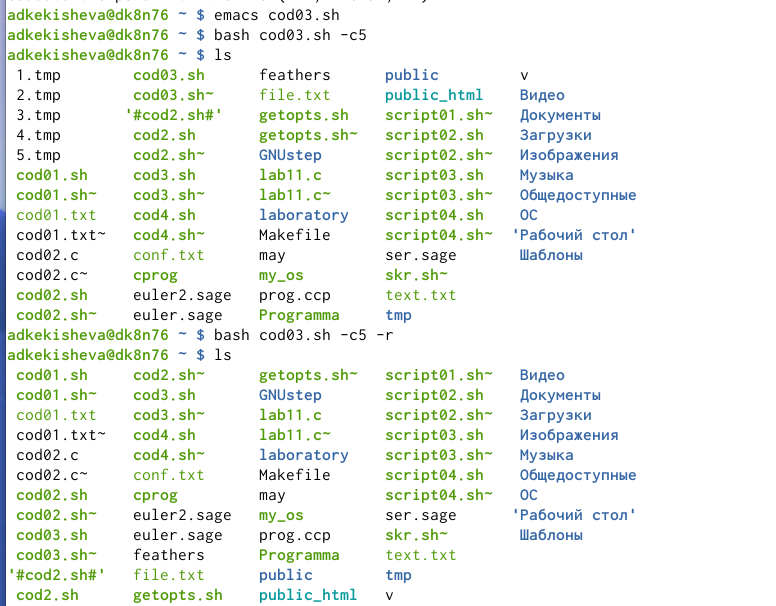 adkekisheva@dk8n76 ~ $ emacs cod03.sh
adkekisheva@dk8n76 ~ $ bash cod03.sh -c5
adkekisheva@dk8n76 ~ $ ls
1.tmp cod03.sh feathers public v
2.tmp cod03.sh~ file.txt public_html Видео
3.tmp '#cod2.sh#' getopts.sh script01.sh~ Документы
4.tmp cod2.sh getopts.sh~ script02.sh Загрузки
5.tmp cod2.sh~ GNUstep script02.sh~ Изображения
cod01.sh cod3.sh lab11.c script03.sh Музыка
cod01.sh~ cod3.sh~ lab11.c~ script03.sh~ Общедоступные
cod01.txt cod4.sh laboratory script04.sh ОС
cod01.txt~ cod4.sh~ Makefile script04.sh~ 'Рабочий стол'
cod02.c conf.txt may ser.sage Шаблоны
cod02.c~ cprog my_os skr.sh~
cod02.sh euler2.sage prog.ccp text.txt
cod02.sh~ euler.sage Programma tmp
adkekisheva@dk8n76 ~ $ bash cod03.sh -c5 -r
adkekisheva@dk8n76 ~ $ ls
cod01.sh cod2.sh~ getopts.sh~ script01.sh~ Видео
cod01.sh~ cod3.sh GNUstep script02.sh Документы
cod01.txt cod3.sh~ lab11.c script02.sh~ Загрузки
cod01.txt~ cod4.sh lab11.c~ script03.sh Изображения
cod02.c cod4.sh~ laboratory script03.sh~ Музыка
cod02.c~ conf.txt Makefile script04.sh Общедоступные
cod02.sh cprog may script04.sh~ ОС
cod02.sh~ euler2.sage my_os ser.sage 'Рабочий стол'
cod03.sh euler.sage prog.ccp skr.sh~ Шаблоны
cod03.sh~ feathers Programma text.txt
'#cod2.sh#' file.txt public tmp
cod2.sh getopts.sh public_html v